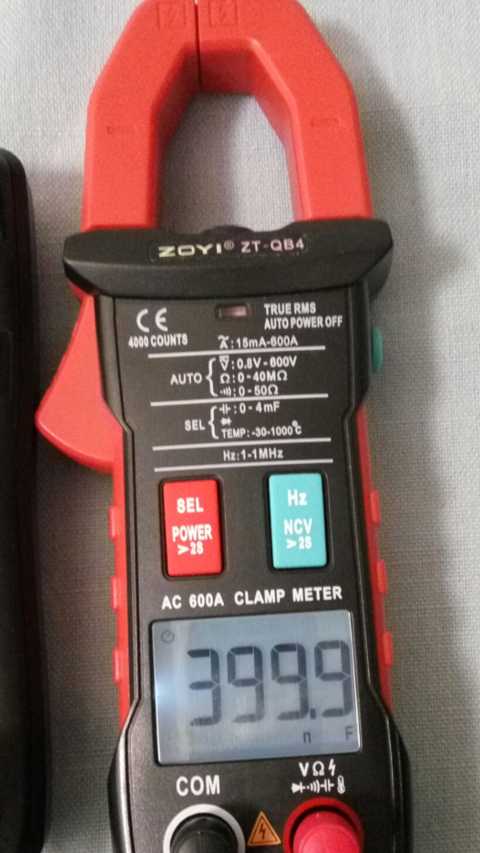 ZOYI® ZT-QB4
CE
TRUE RMS
AUTO POWER OFF
4000 COUNTS
:15mA-600A
AUTO
:0.8V-600V
Ω:0-40MΩ
:0-50Ω
SEL
:0-4mF
TEMP:-30-1000℃
Hz:1-1MHz
SEL
POWER
>2S
Hz
NCV
>2S
AC 600A CLAMP METER
399.9
n F
COM
VΩ